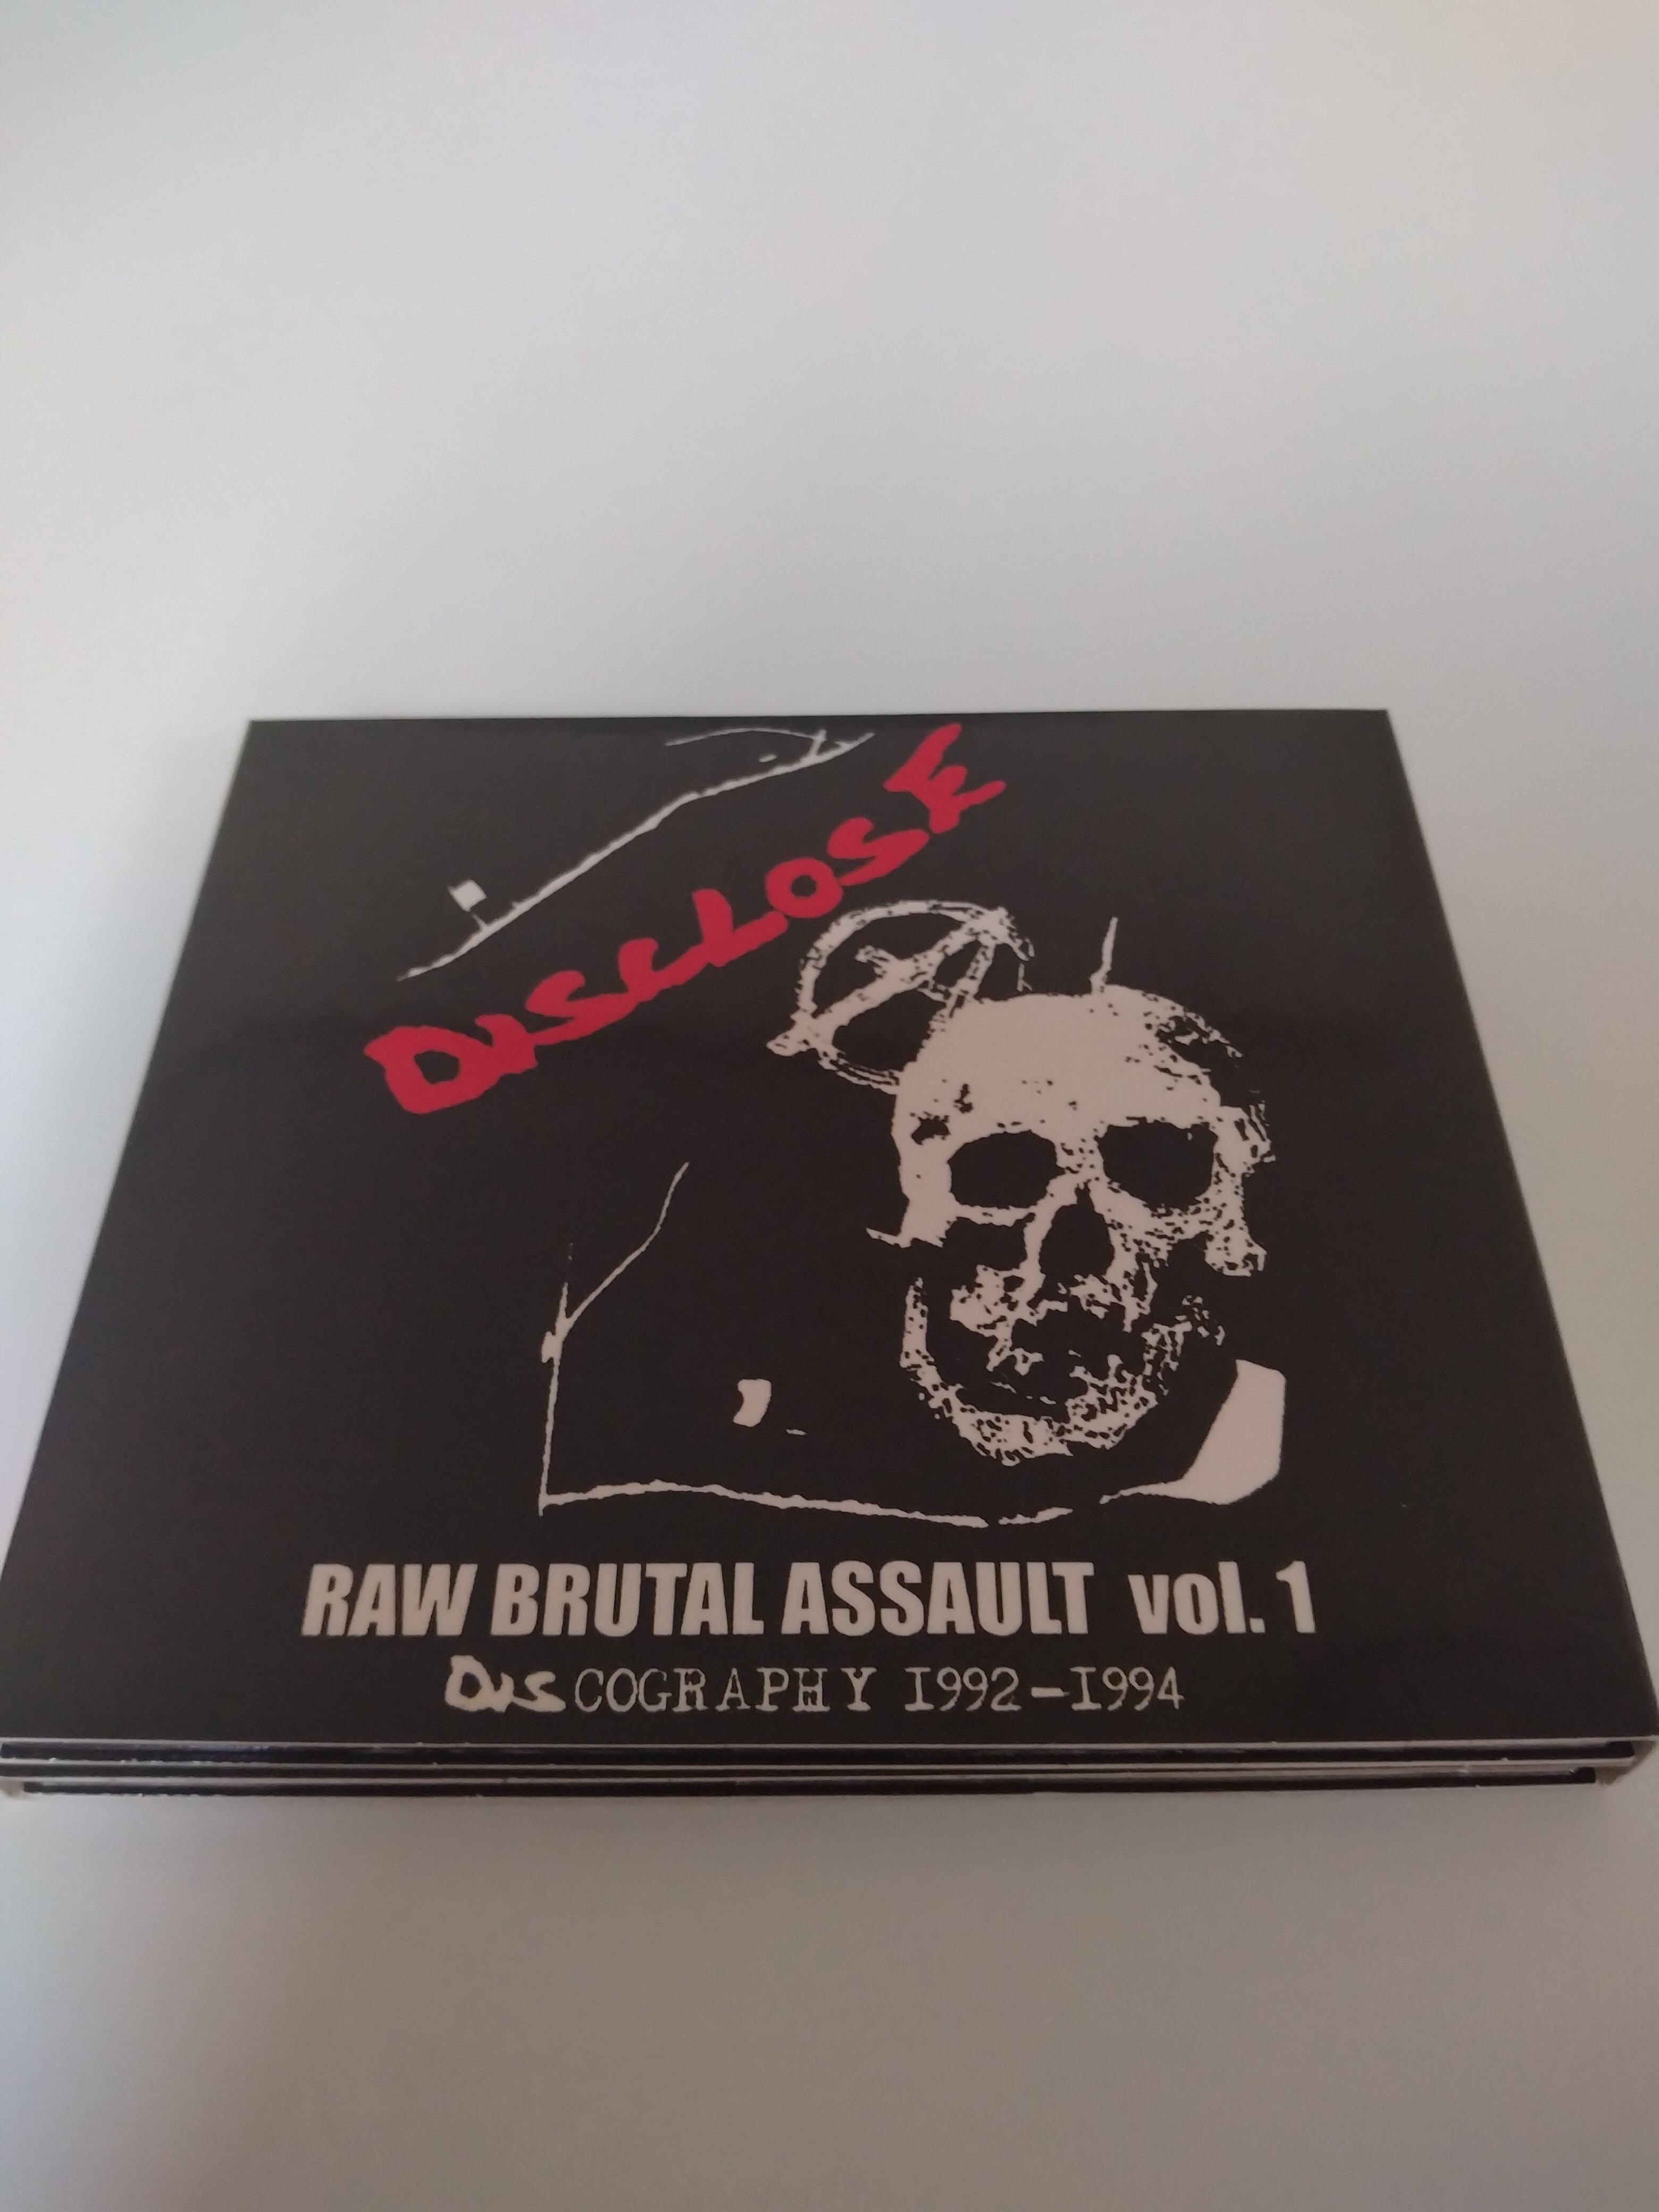 DISCLOSE
RAW BRUTAL ASSAULT vol. 1
DISCOGRAPHY 1992-1994